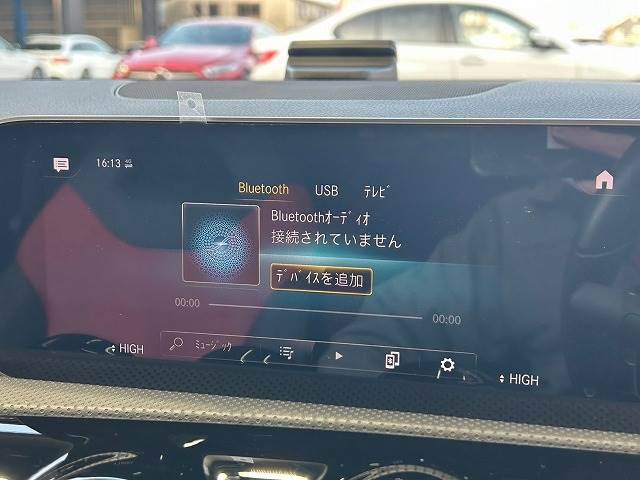 16:13 4G
Bluetooth USB ﾃﾚﾋﾞ
Bluetoothｵｰﾃﾞｨｵ
接続されていません
ﾃﾞﾊﾞｲｽを追加
00:00 00:00
ﾐｭｰｼﾞｯｸ
HIGH HIGH